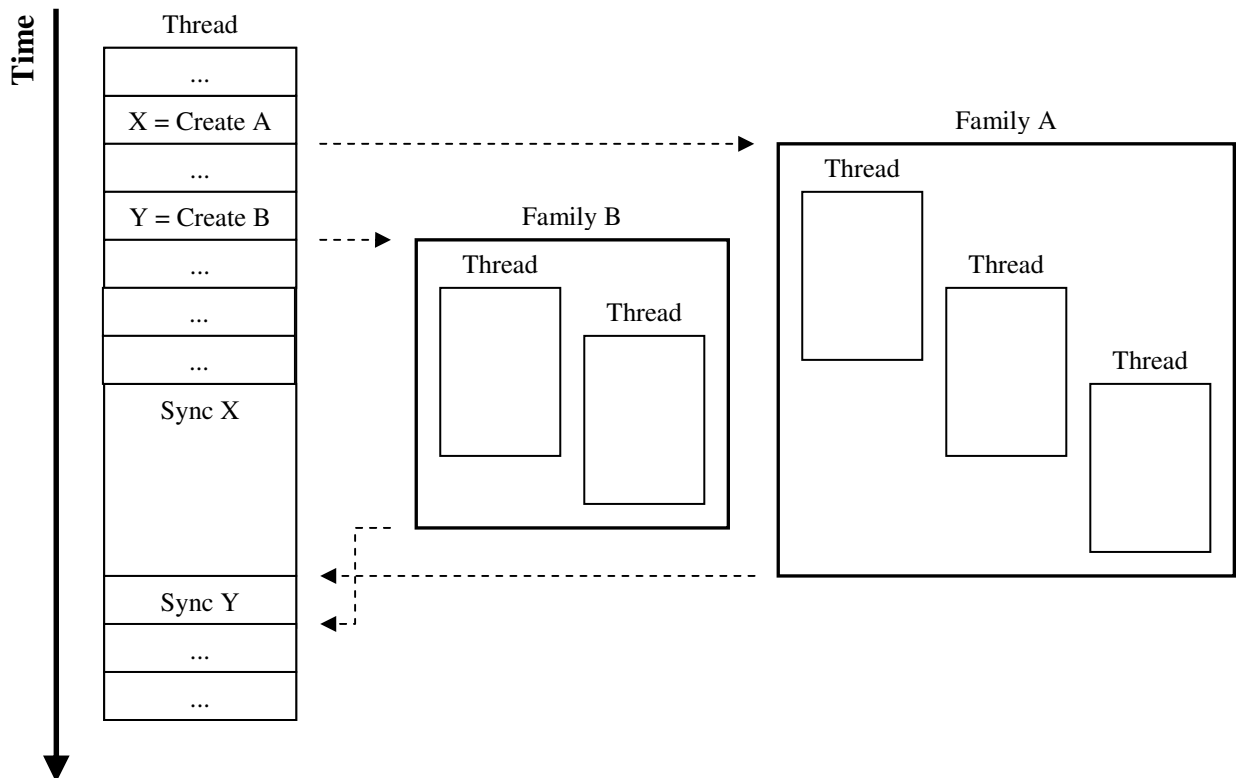 Time
Thread
...
X = Create A
...
Y = Create B
...
...
...
Sync X
Sync Y
...
...
Family B
Thread
Thread
Family A
Thread
Thread
Thread